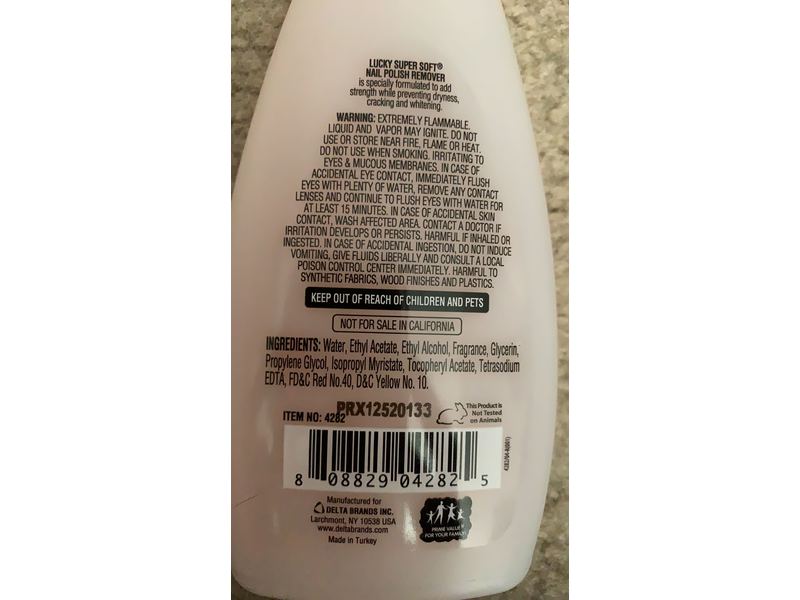 LUCKY SUPER SOFT®
NAIL POLISH REMOVER
is specially formulated to add
strength while preventing dryness,
cracking and whitening.
WARNING: EXTREMELY FLAMMABLE.
LIQUID AND VAPOR MAY IGNITE. DO NOT
USE OR STORE NEAR FIRE, FLAME OR HEAT.
DO NOT USE WHEN SMOKING. IRRITATING TO
EYES & MUCOUS MEMBRANES. IN CASE OF
ACCIDENTAL EYE CONTACT, IMMEDIATELY FLUSH
EYES WITH PLENTY OF WATER, REMOVE ANY CONTACT
LENSES AND CONTINUE TO FLUSH EYES WITH WATER FOR
AT LEAST 15 MINUTES. IN CASE OF ACCIDENTAL SKIN
CONTACT, WASH AFFECTED AREA. CONTACT A DOCTOR IF
IRRITATION DEVELOPS OR PERSISTS. HARMFUL IF INHALED OR
INGESTED. IN CASE OF ACCIDENTAL INGESTION, DO NOT INDUCE
VOMITING, GIVE FLUIDS LIBERALLY AND CONSULT A LOCAL
POISON CONTROL CENTER IMMEDIATELY. HARMFUL TO
SYNTHETIC FABRICS, WOOD FINISHES AND PLASTICS.
KEEP OUT OF REACH OF CHILDREN AND PETS
NOT FOR SALE IN CALIFORNIA
INGREDIENTS: Water, Ethyl Acetate, Ethyl Alcohol, Fragrance, Glycerin,
Propylene Glycol, Isopropyl Myristate, Tocopheryl Acetate, Tetrasodium
EDTA, FD&C Red No.40, D&C Yellow No. 10.
PRX12520133
ITEM NO: 4282
This Product is
Not Tested
on Animals
8 08829 04282 5
Manufactured for
DELTA BRANDS INC.
Larchmont, NY 10538 USA
www.deltabrands.com
Made in Turkey
PRIME VALUE
FOR YOUR FAMILY